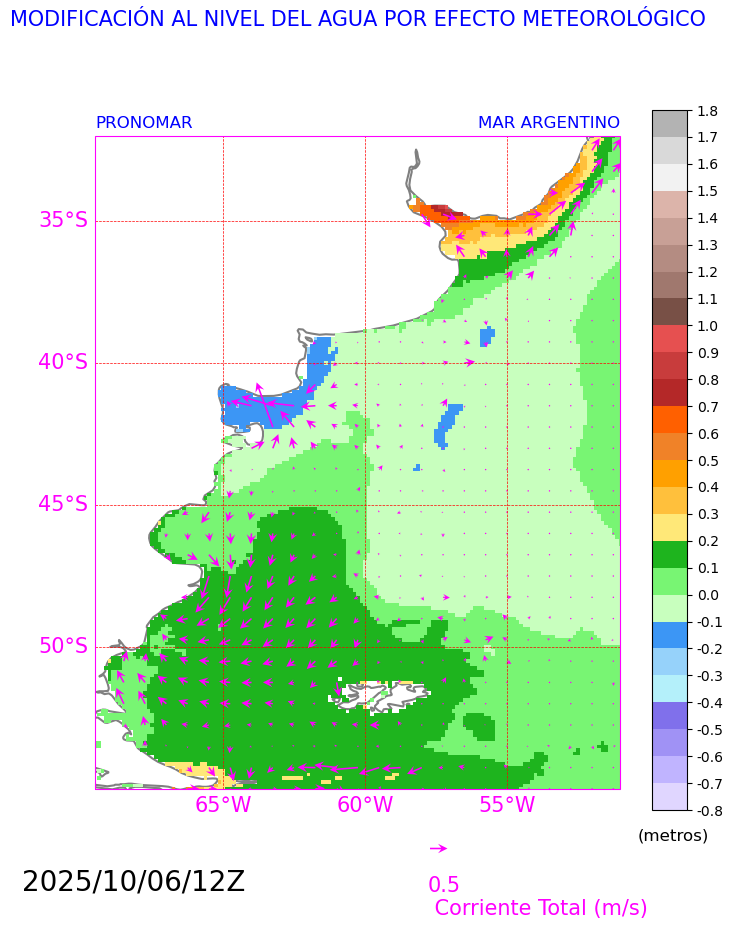 MODIFICACIÓN AL NIVEL DEL AGUA POR EFECTO METEOROLÓGICO
PRONOMAR
MAR ARGENTINO
35°S
40°S
45°S
50°S
65°W
60°W
55°W
1.8
1.7
1.6
1.5
1.4
1.3
1.2
1.1
1.0
0.9
0.8
0.7
0.6
0.5
0.4
0.3
0.2
0.1
0.0
-0.1
-0.2
-0.3
-0.4
-0.5
-0.6
-0.7
-0.8
(metros)
0.5
Corriente Total (m/s)
2025/10/06/12Z